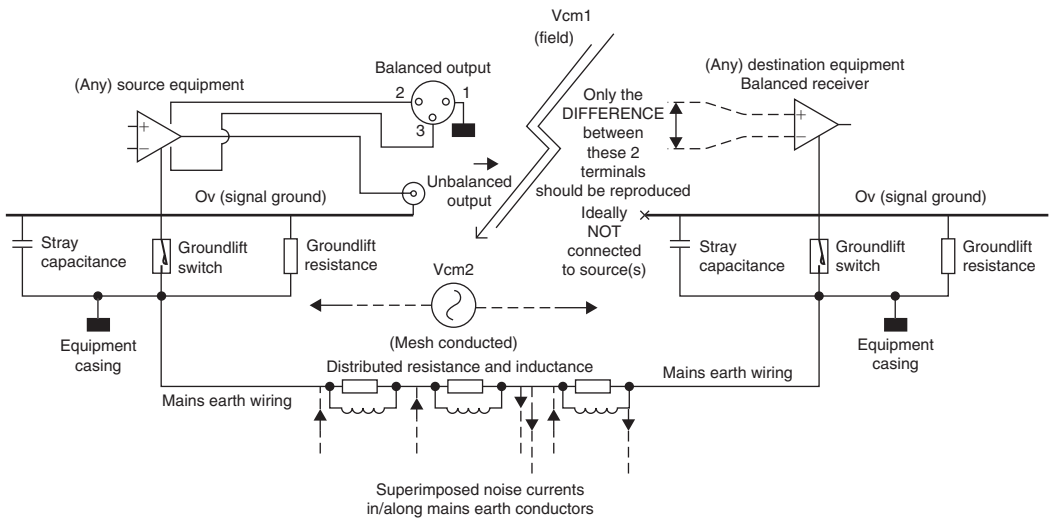 Vcm1
(field)
(Any) source equipment
Balanced output
2
1
3
+
−
Unbalanced
output
Only the
DIFFERENCE
between
these 2
terminals
should be reproduced
(Any) destination equipment
Balanced receiver
+
−
Ov (signal ground)
Ideally
NOT
connected
to source(s)
Ov (signal ground)
Stray
capacitance
Groundlift
switch
Groundlift
resistance
Vcm2
(Mesh conducted)
Stray
capacitance
Groundlift
switch
Groundlift
resistance
Equipment
casing
Equipment
casing
Distributed resistance and inductance
Mains earth wiring
Mains earth wiring
Superimposed noise currents
in/along mains earth conductors